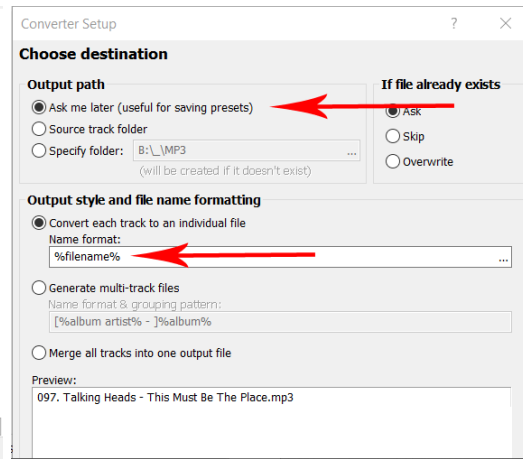 Converter Setup
Choose destination
Output path
Ask me later (useful for saving presets)
Source track folder
Specify folder:
B:\_\MP3
...
(will be created if it doesn't exist)
If file already exists
Ask
Skip
Overwrite
Output style and file name formatting
Convert each track to an individual file
Name format:
%filename%
...
Generate multi-track files
Name format & grouping pattern:
[%album artist% - ]%album%
Merge all tracks into one output file
Preview:
097. Talking Heads - This Must Be The Place.mp3